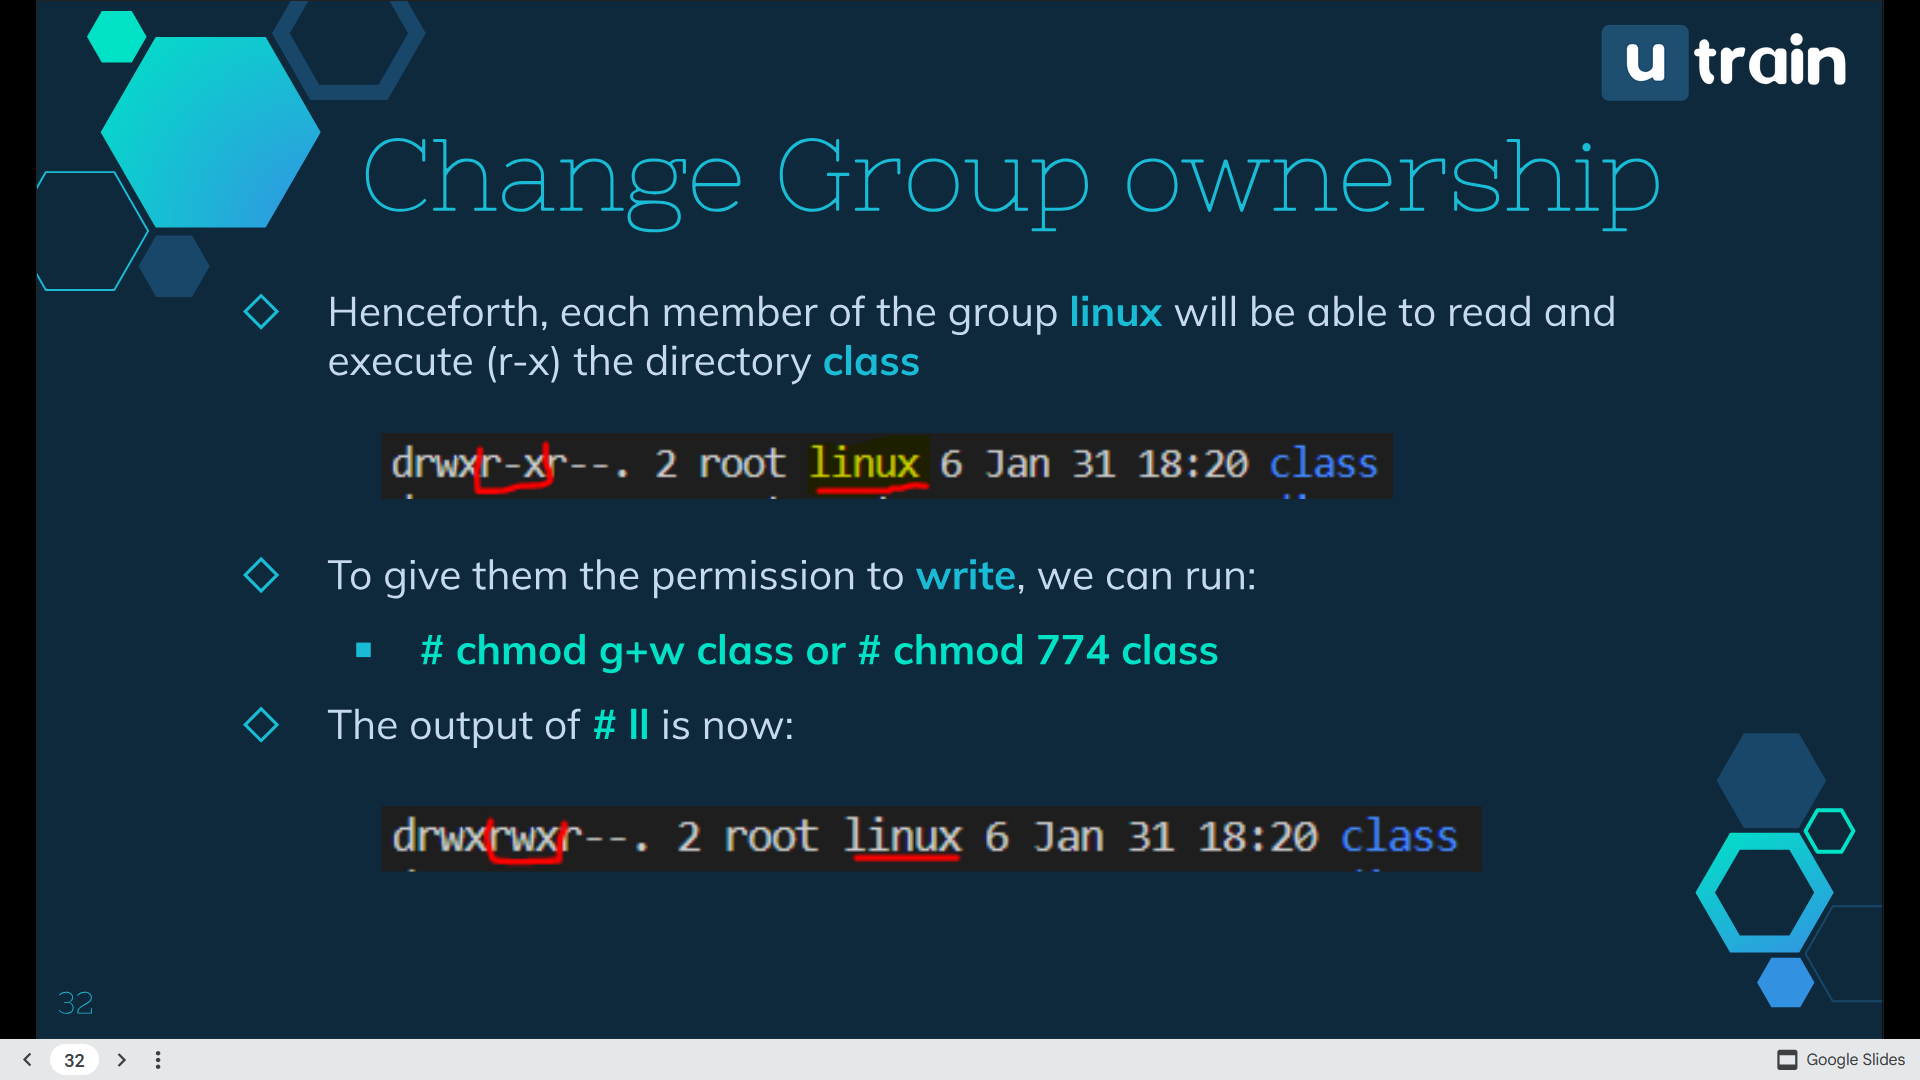 u train
Change Group ownership
Henceforth, each member of the group linux will be able to read and
execute (r-x) the directory class
drwxr-xr--. 2 root linux 6 Jan 31 18:20 class
To give them the permission to write, we can run:
# chmod g+w class or # chmod 774 class
The output of # ll is now:
drwxrwxr--. 2 root linux 6 Jan 31 18:20 class
32
32
Google Slides